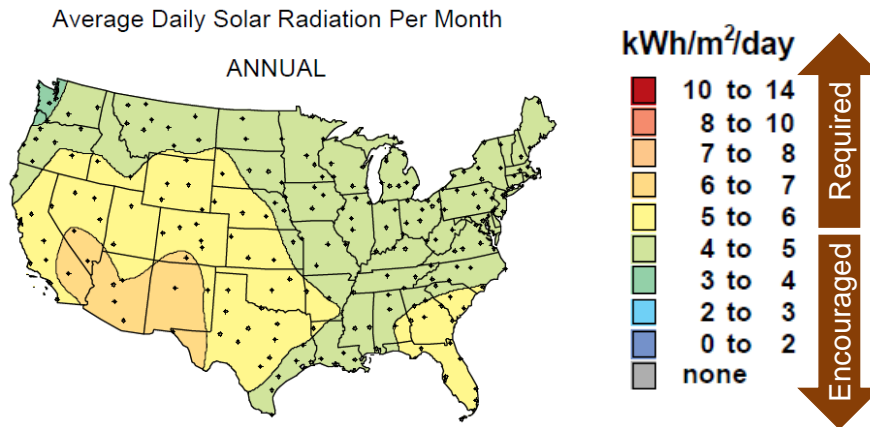 Average Daily Solar Radiation Per Month
ANNUAL
kWh/m²/day
10 to 14
8 to 10
7 to 8
6 to 7
5 to 6
4 to 5
3 to 4
2 to 3
0 to 2
none
Required
Encouraged